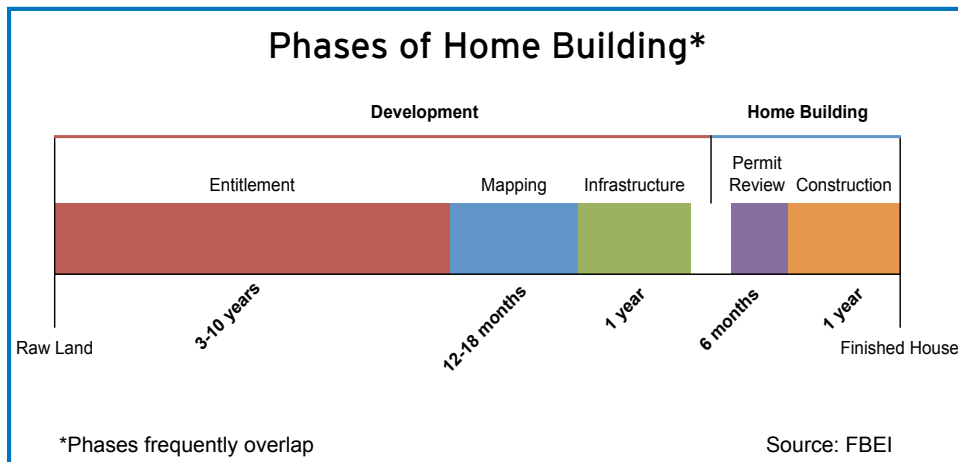 Phases of Home Building*
Development
Home Building
Entitlement
Mapping
Infrastructure
Permit
Review
Construction
3-10 years
12-18 months
1 year
6 months
1 year
Raw Land
Finished House
*Phases frequently overlap
Source: FBEI